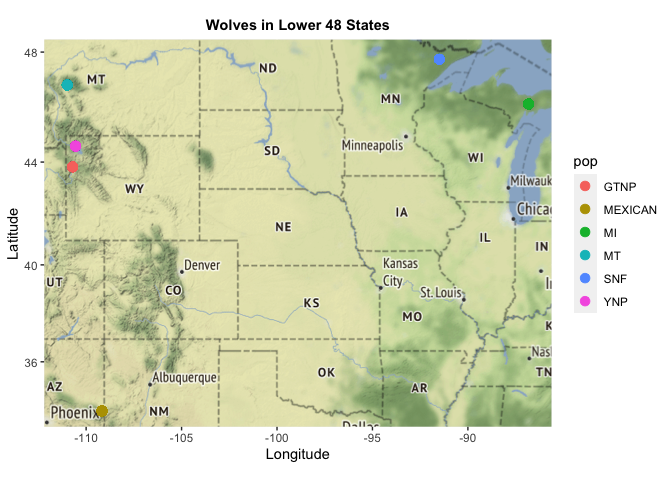 Wolves in Lower 48 States
48
44
40
36
Latitude
MT
ND
MN
Minneapolis
SD
WI
WY
Milwauk
Chicag
IA
NE
IL
IN
UT
Denver
CO
Kansas
City
St. Louis
KS
MO
Nash
TN
OK
AR
AZ
Albuquerque
Phoenix
NM
Dallas
-110
-105
-100
-95
-90
Longitude
pop
GTNP
MEXICAN
MI
MT
SNF
YNP